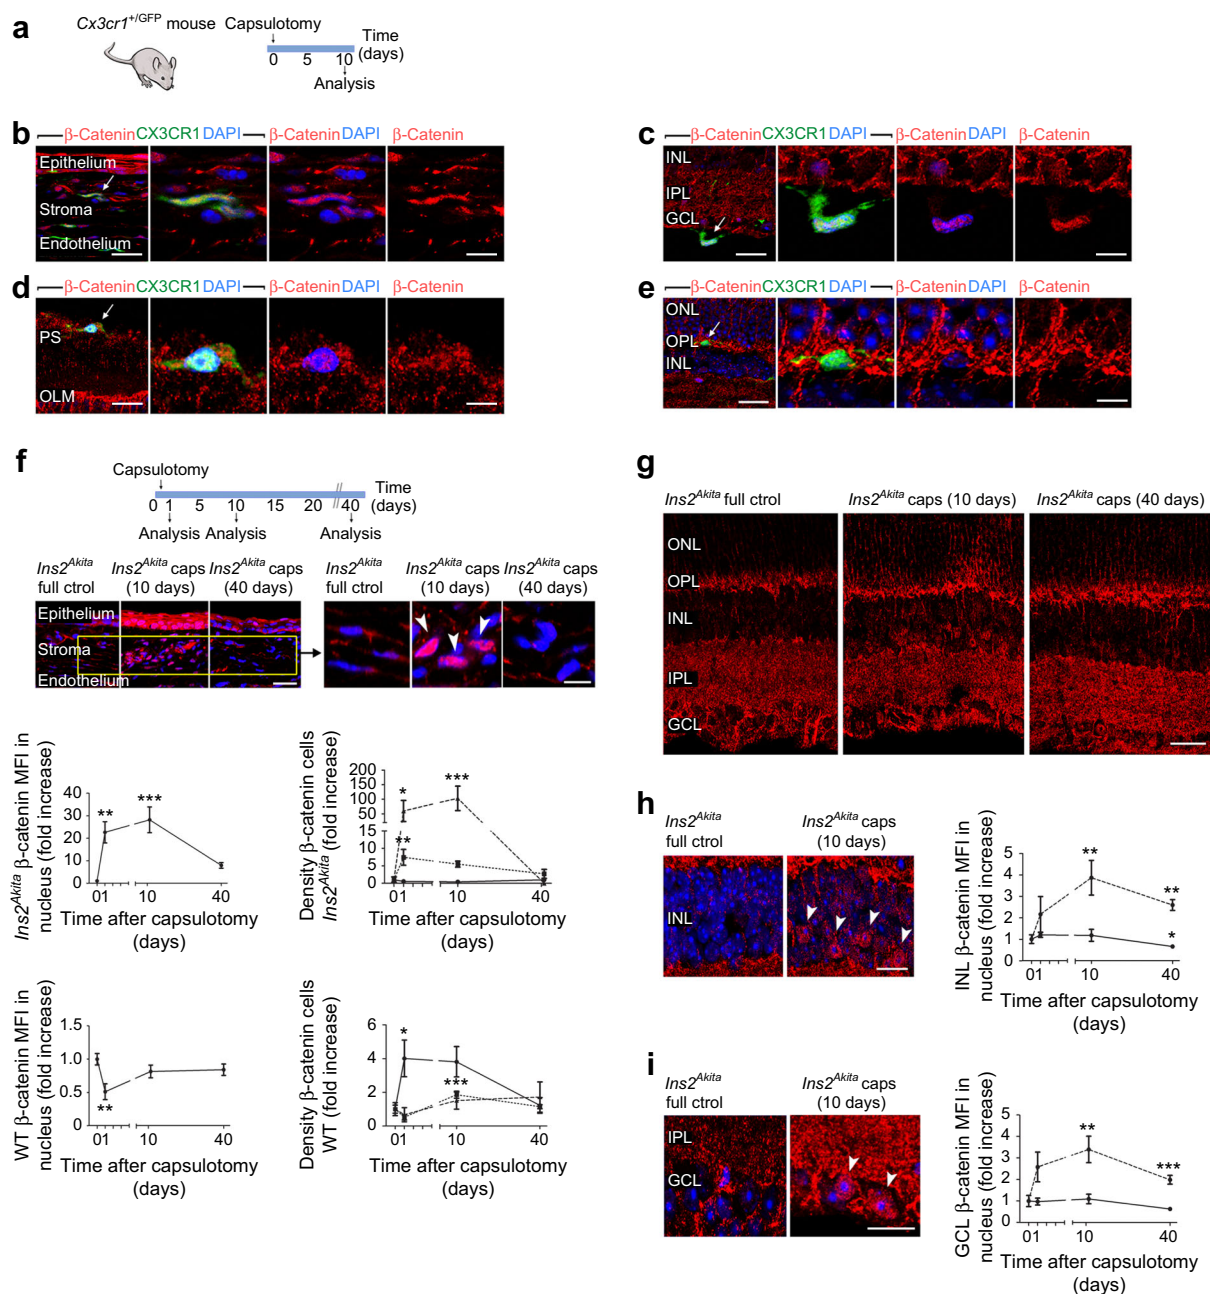 a
Cx3cr1+/GFP mouse
Capsulotomy
Time
(days)
0 5 10
Analysis
b
β-Catenin CX3CR1 DAPI β-Catenin DAPI β-Catenin
Epithelium
Stroma
Endothelium
c
β-Catenin CX3CR1 DAPI β-Catenin DAPI β-Catenin
INL
IPL
GCL
d
β-Catenin CX3CR1 DAPI β-Catenin DAPI β-Catenin
PS
OLM
e
β-Catenin CX3CR1 DAPI β-Catenin DAPI β-Catenin
ONL
OPL
INL
f
Capsulotomy
Time
(days)
0 1 5 10 15 20 40
Analysis Analysis Analysis
Ins2Akita full ctrol
Ins2Akita caps (10 days)
Ins2Akita caps (40 days)
Epithelium
Stroma
Endothelium
Ins2Akita full ctrol
Ins2Akita caps (10 days)
Ins2Akita caps (40 days)
Ins2Akita β-catenin MFI in
nucleus (fold increase)
40
30
20
10
0
** ***
01 10 40
Time after capsulotomy
(days)
Density β-catenin cells
Ins2Akita (fold increase)
200
150
100
50
15
10
5
0
* ***
**
01 10 40
Time after capsulotomy
(days)
WT β-catenin MFI in
nucleus (fold increase)
1.5
1.0
0.5
0
**
01 10 40
Time after capsulotomy
(days)
Density β-catenin cells
WT (fold increase)
6
4
2
0
*
***
01 10 40
Time after capsulotomy
(days)
g
Ins2Akita full ctrol
Ins2Akita caps (10 days)
Ins2Akita caps (40 days)
ONL
OPL
INL
IPL
GCL
h
Ins2Akita
full ctrol
Ins2Akita caps
(10 days)
INL
INL β-catenin MFI in
nucleus (fold increase)
5
4
3
2
1
0
** **
*
01 10 40
Time after capsulotomy
(days)
i
Ins2Akita
full ctrol
Ins2Akita caps
(10 days)
IPL
GCL
GCL β-catenin MFI in
nucleus (fold increase)
5
4
3
2
1
0
** ***
01 10 40
Time after capsulotomy
(days)